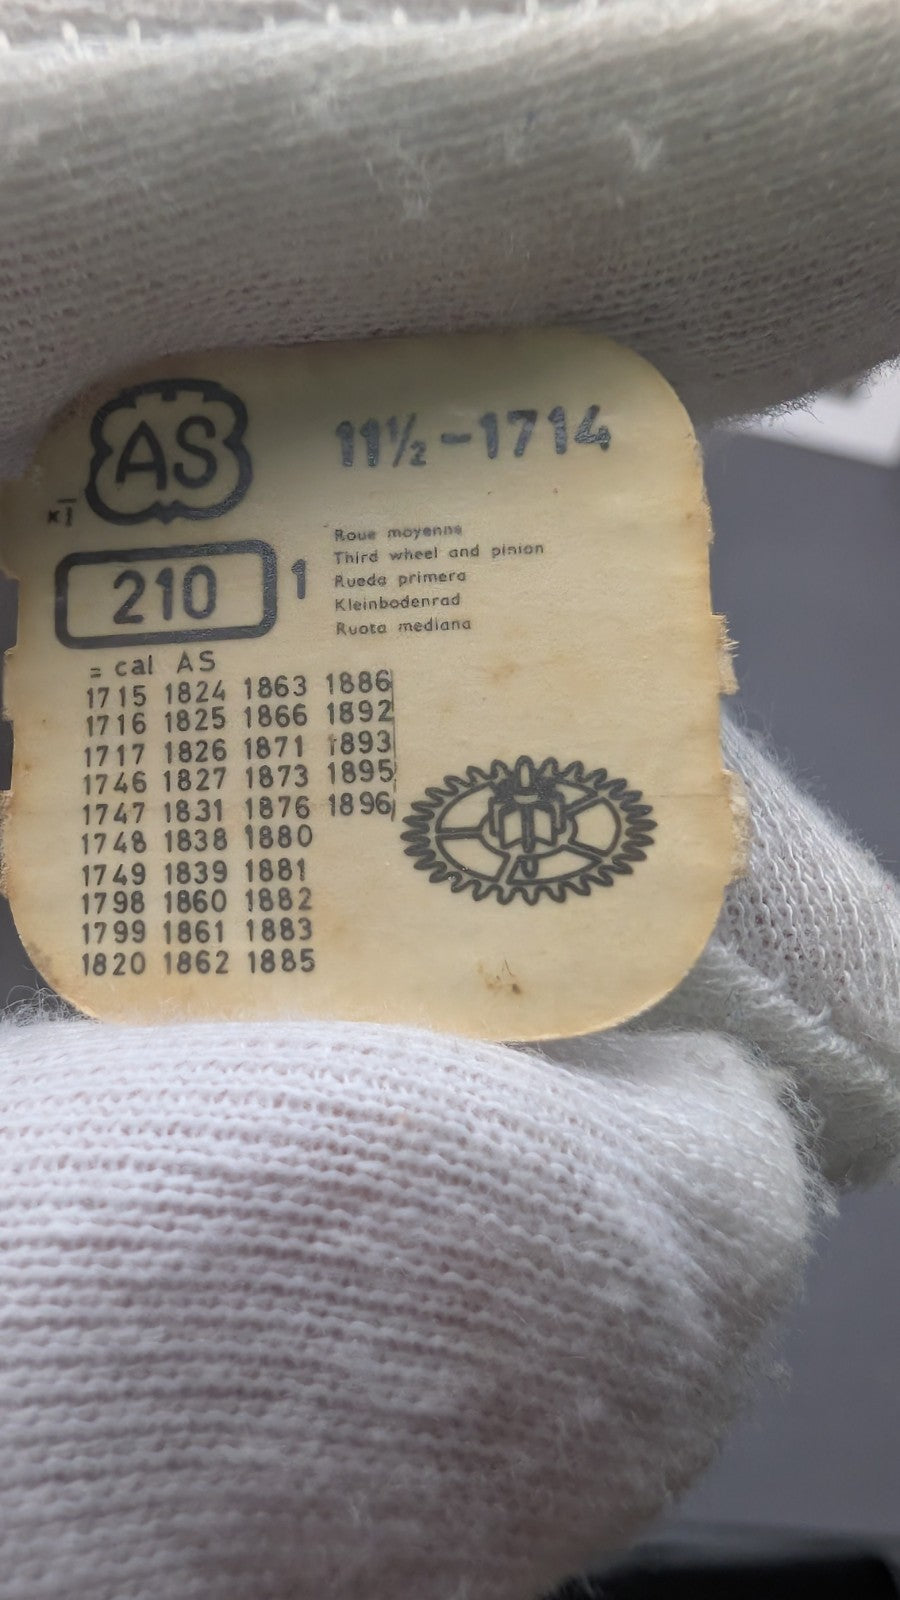 AS
11½-1714
210 1
Roue moyenne
Third wheel and pinion
Rueda primera
Kleinbodenrad
Ruota mediana
= cal AS
1715 1824 1863 1886
1716 1825 1866 1892
1717 1826 1871 1893
1746 1827 1873 1895
1747 1831 1876 1896
1748 1838 1880
1749 1839 1881
1798 1860 1882
1799 1861 1883
1820 1862 1885